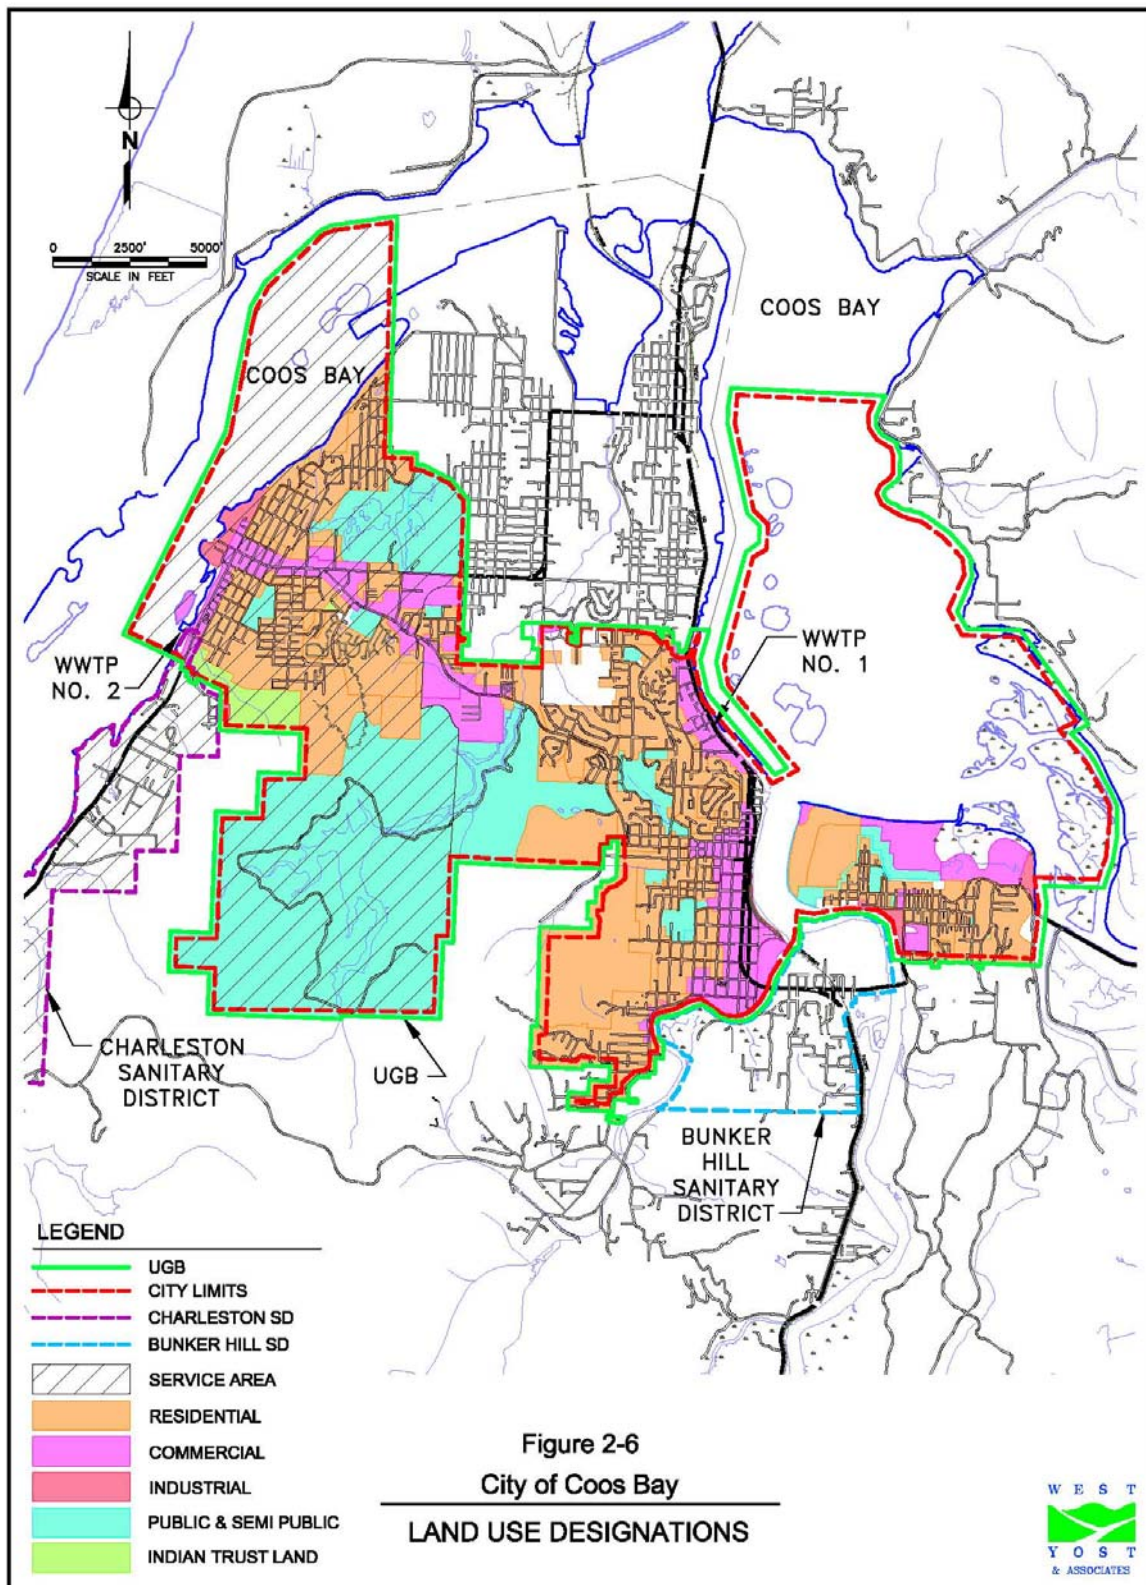 N
0 2500' 5000'
SCALE IN FEET
COOS BAY
COOS BAY
WWTP
NO. 1
WWTP
NO. 2
CHARLESTON
SANITARY
DISTRICT
UGB
BUNKER
HILL
SANITARY
DISTRICT
LEGEND
UGB
CITY LIMITS
CHARLESTON SD
BUNKER HILL SD
SERVICE AREA
RESIDENTIAL
COMMERCIAL
INDUSTRIAL
PUBLIC & SEMI PUBLIC
INDIAN TRUST LAND
Figure 2-6
City of Coos Bay
LAND USE DESIGNATIONS
WEST
YOST
& ASSOCIATES